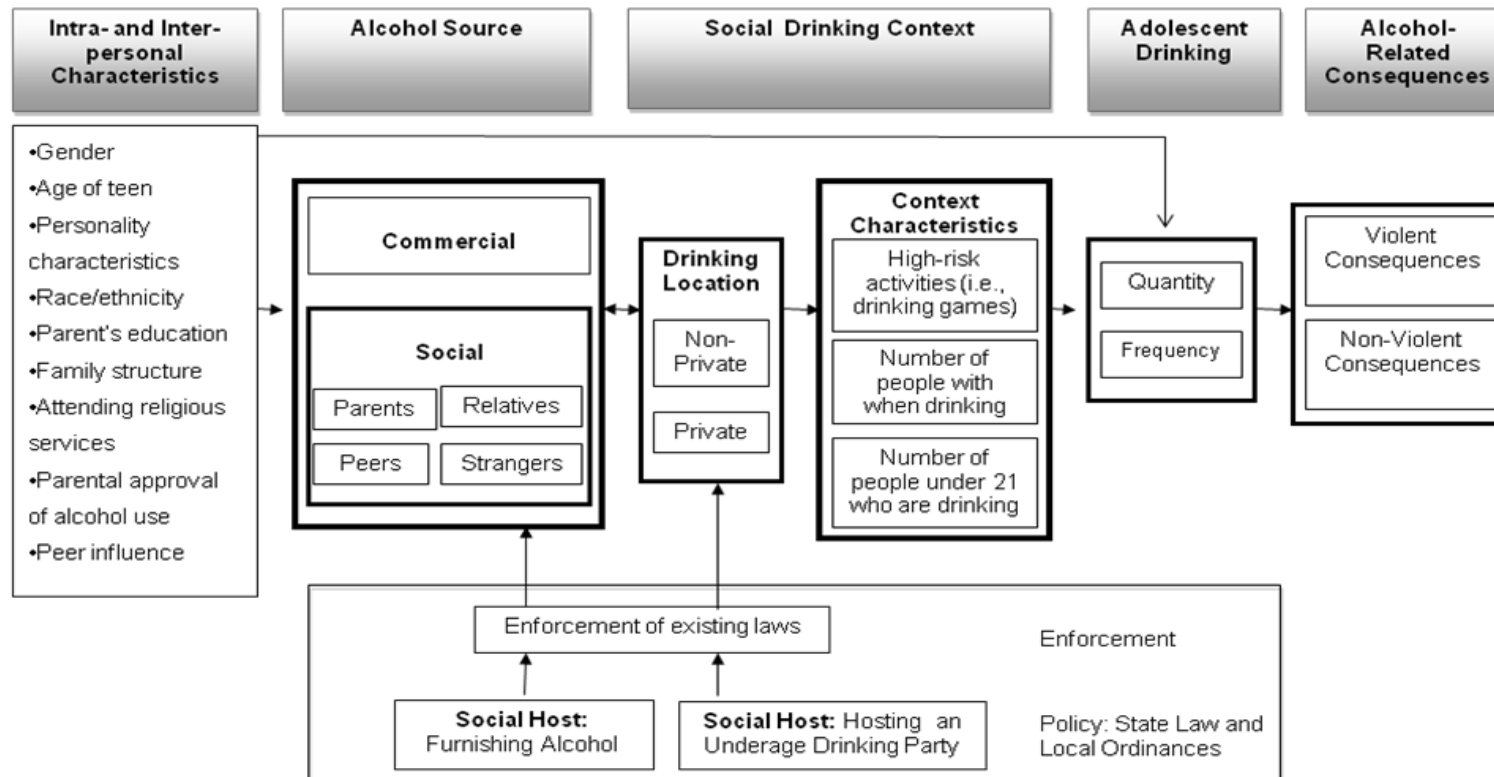 Intra- and Inter-
personal
Characteristics
Alcohol Source
Social Drinking Context
Adolescent
Drinking
Alcohol-
Related
Consequences
•Gender
•Age of teen
•Personality
characteristics
•Race/ethnicity
•Parent's education
•Family structure
•Attending religious
services
•Parental approval
of alcohol use
•Peer influence
Commercial
Social
Parents
Relatives
Peers
Strangers
Drinking
Location
Non-
Private
Private
Context
Characteristics
High-risk
activities (i.e.,
drinking games)
Number of
people with
when drinking
Number of
people under 21
who are drinking
Quantity
Frequency
Violent
Consequences
Non-Violent
Consequences
Enforcement of existing laws
Enforcement
Social Host:
Furnishing Alcohol
Social Host: Hosting an
Underage Drinking Party
Policy: State Law and
Local Ordinances